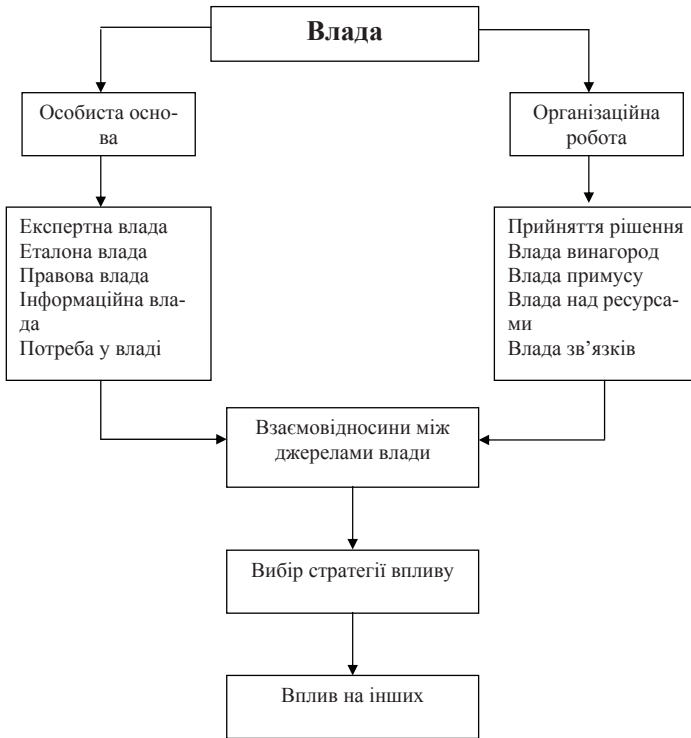 Влада
Особиста осно-
ва
Організаційна
робота
Експертна влада
Еталона влада
Правова влада
Інформаційна вла-
да
Потреба у владі
Прийняття рішення
Влада винагород
Влада примусу
Влада над ресурса-
ми
Влада зв’язків
Взаємовідносини між
джерелами влади
Вибір стратегії впливу
Вплив на інших